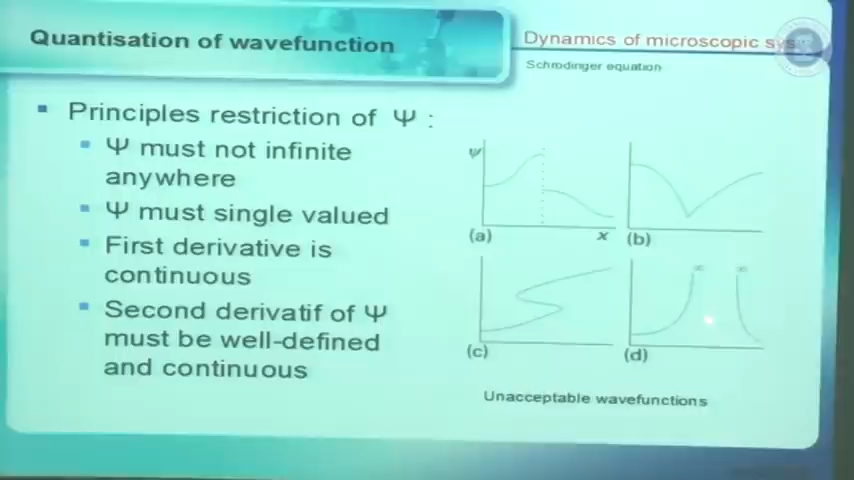 Quantisation of wavefunction
Dynamics of microscopic sys
Schrodinger equation
Principles restriction of Ψ :
Ψ must not infinite
anywhere
Ψ must single valued
First derivative is
continuous
Second derivatif of Ψ
must be well-defined
and continuous
Ψ
(a)
x
(b)
∞ ∞
(c)
(d)
Unacceptable wavefunctions